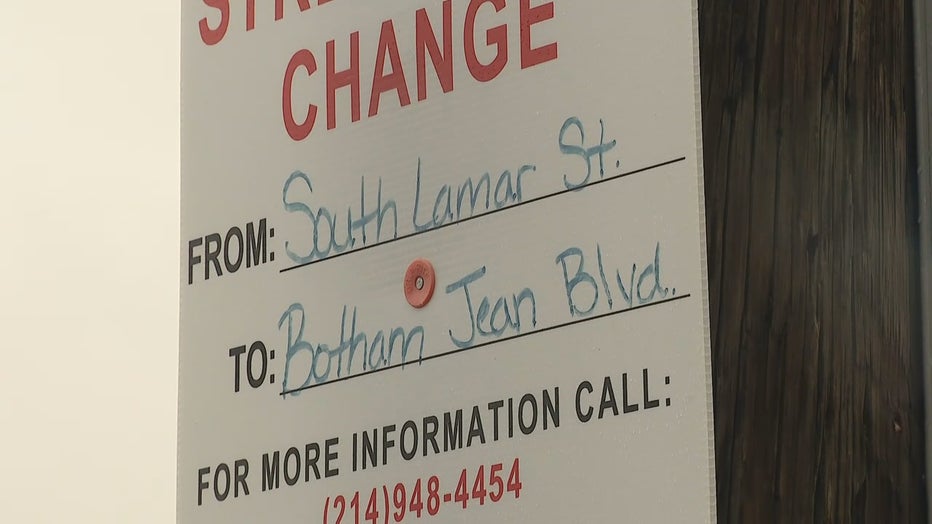 CHANGE
FROM: South Lamar St.
TO: Botham Jean Blvd.
FOR MORE INFORMATION CALL:
(214)948-4454